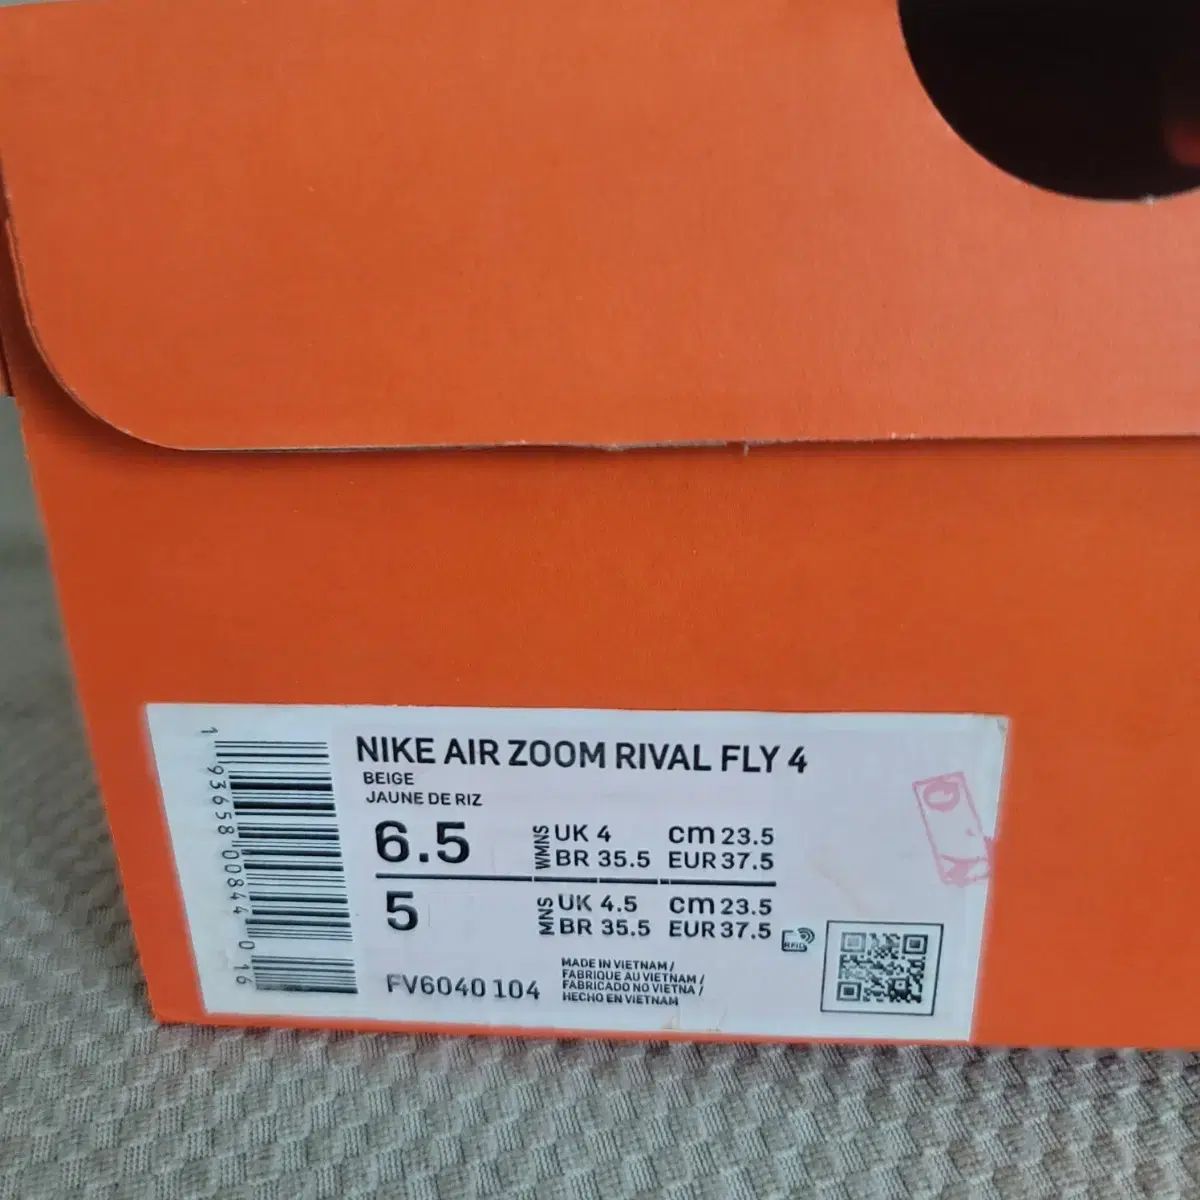 NIKE AIR ZOOM RIVAL FLY 4
BEIGE
JAUNE DE RIZ
6.5 WMNS UK 4 cm 23.5
BR 35.5 EUR 37.5
5 MNS UK 4.5 cm 23.5
BR 35.5 EUR 37.5
RFID
FV6040 104
MADE IN VIETNAM /
FABRIQUE AU VIETNAM /
FABRICADO NO VIETNA /
HECHO EN VIETNAM
1 93658 00844 0 16